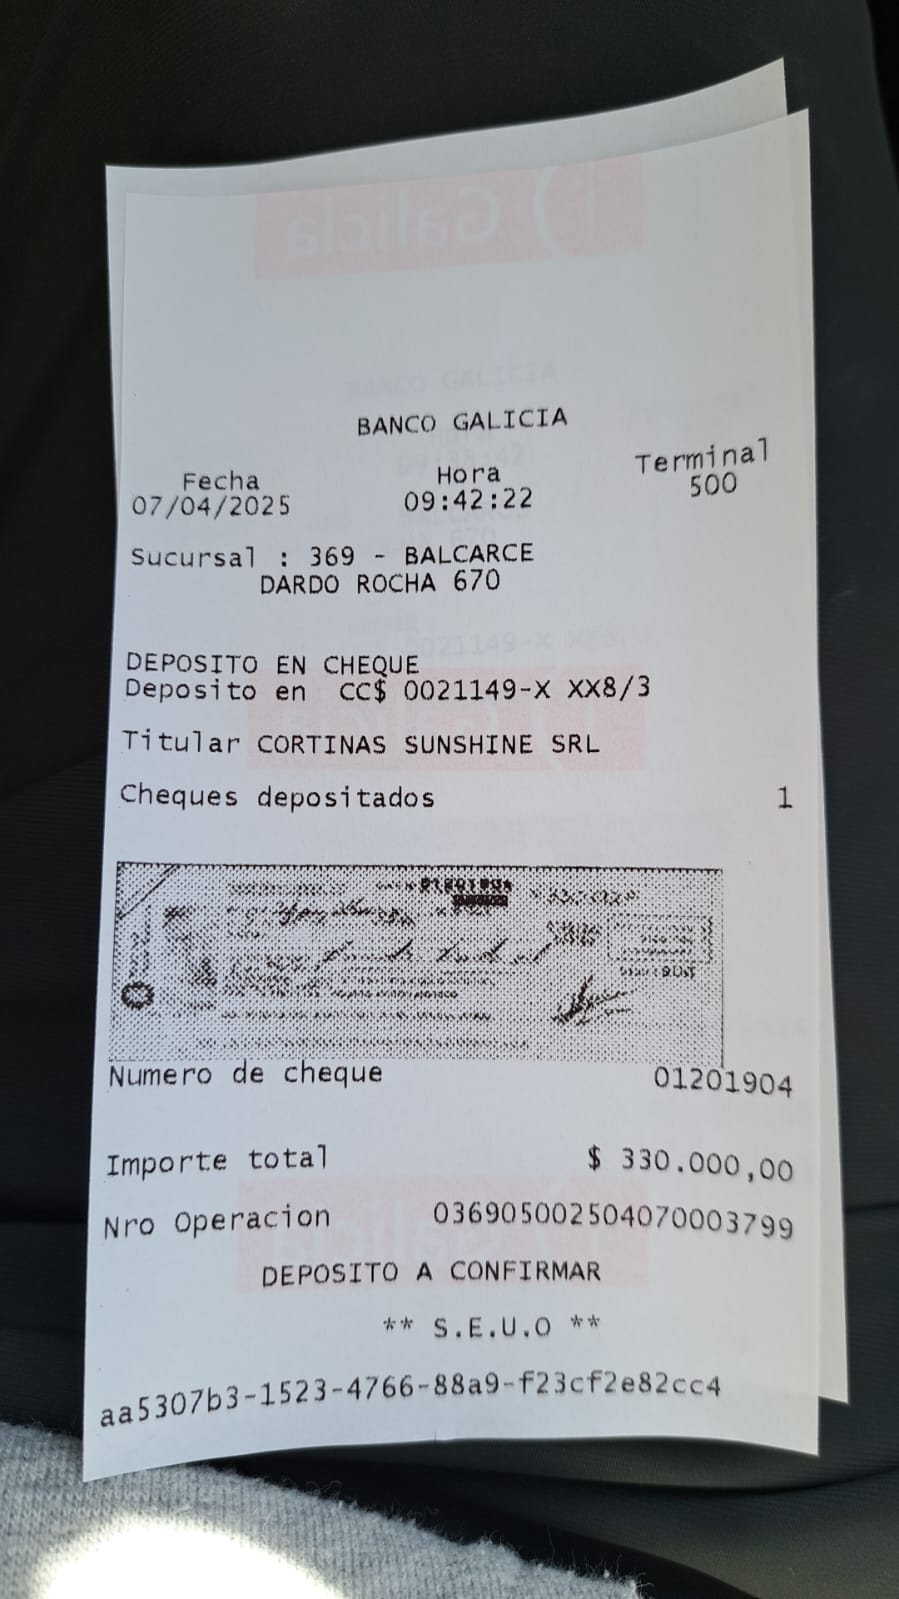 Galicia
BANCO GALICIA
Fecha Hora Terminal
07/04/2025 09:42:22 500
Sucursal : 369 - BALCARCE
DARDO ROCHA 670
DEPOSITO EN CHEQUE
Deposito en CC$ 0021149-X XX8/3
Titular CORTINAS SUNSHINE SRL
Cheques depositados 1
Numero de cheque 01201904
Importe total $ 330.000,00
Nro Operacion 036905002504070003799
DEPOSITO A CONFIRMAR
** S.E.U.O **
aa5307b3-1523-4766-88a9-f23cf2e82cc4